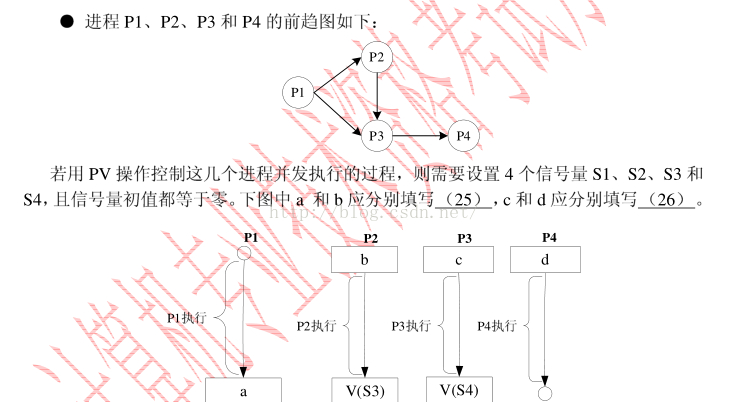 ● 进程 P1、P2、P3 和 P4 的前趋图如下：
P2
P1
P3
P4
若用 PV 操作控制这几个进程并发执行的过程，则需要设置 4 个信号量 S1、S2、S3 和
S4，且信号量初值都等于零。下图中 a 和 b 应分别填写（25），c 和 d 应分别填写（26）。
http://blog.csdn.net/
P1 P2 P3 P4
b c d
P1执行 P2执行 P3执行 P4执行
a V(S3) V(S4)